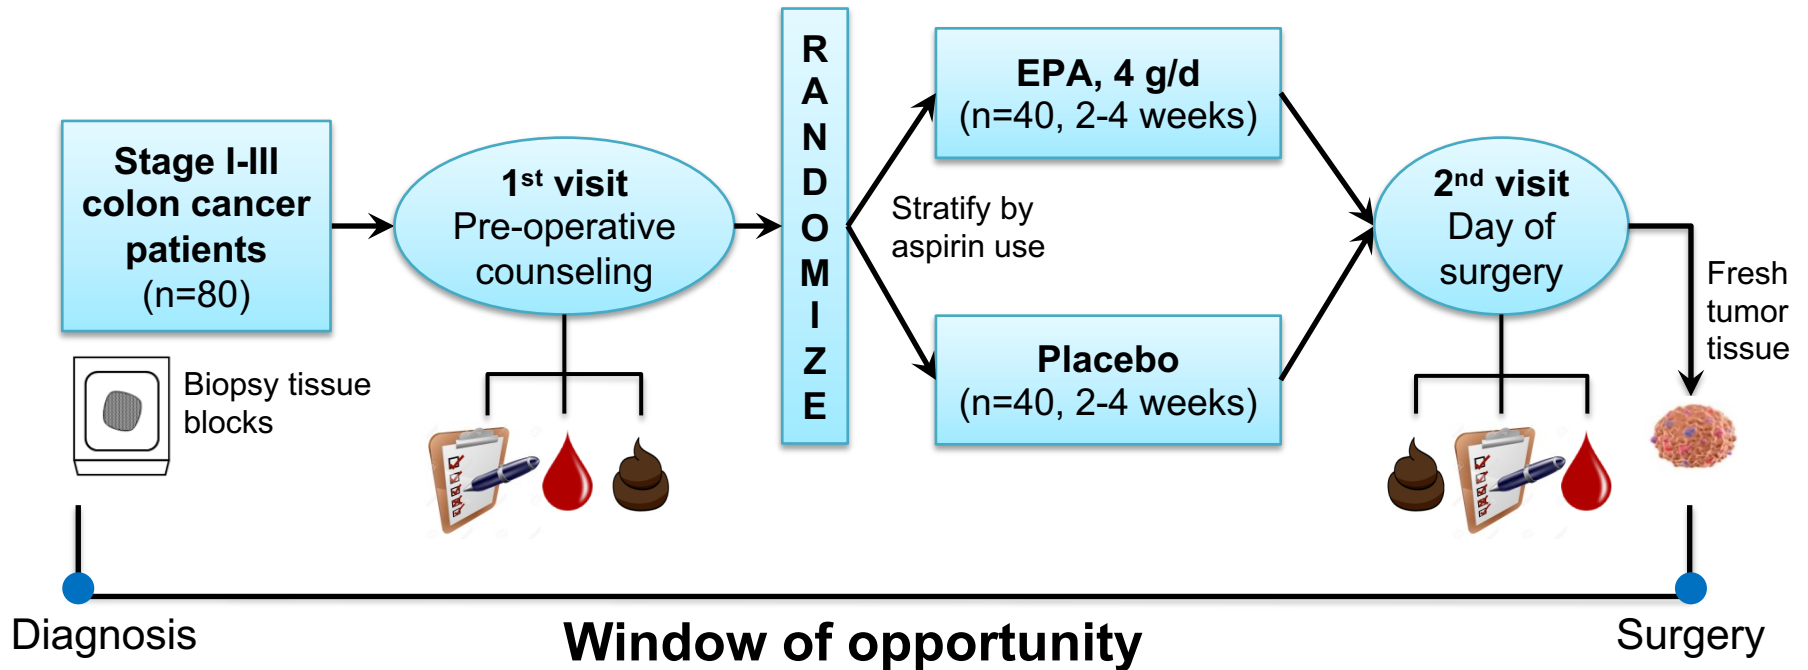 Stage I-III
colon cancer
patients
(n=80)
Biopsy tissue
blocks
1st visit
Pre-operative
counseling
RANDOMIZE
Stratify by
aspirin use
EPA, 4 g/d
(n=40, 2-4 weeks)
Placebo
(n=40, 2-4 weeks)
2nd visit
Day of
surgery
Fresh
tumor
tissue
Diagnosis
Window of opportunity
Surgery